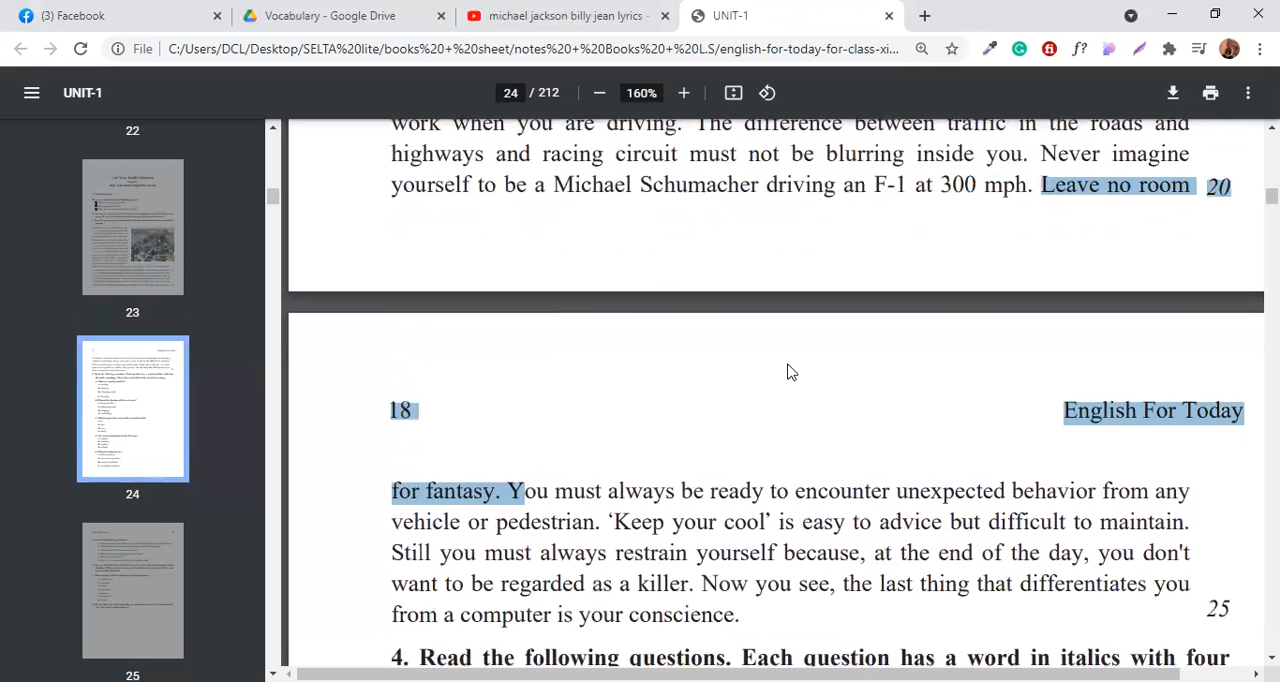 (3) Facebook
Vocabulary - Google Drive
michael jackson billy jean lyrics -
UNIT-1
File
C:/Users/DCL/Desktop/SELTA%20lite/books%20+%20sheet/notes%20+%20Books%20+%20L.S/english-for-today-for-class-xi...
UNIT-1
24 / 212
160%
22
23
24
25
work when you are driving. The difference between traffic in the roads and
highways and racing circuit must not be blurring inside you. Never imagine
yourself to be a Michael Schumacher driving an F-1 at 300 mph. Leave no room 20
18 English For Today
for fantasy. You must always be ready to encounter unexpected behavior from any
vehicle or pedestrian. ‘Keep your cool’ is easy to advice but difficult to maintain.
Still you must always restrain yourself because, at the end of the day, you don't
want to be regarded as a killer. Now you see, the last thing that differentiates you
from a computer is your conscience. 25
4. Read the following questions. Each question has a word in italics with four